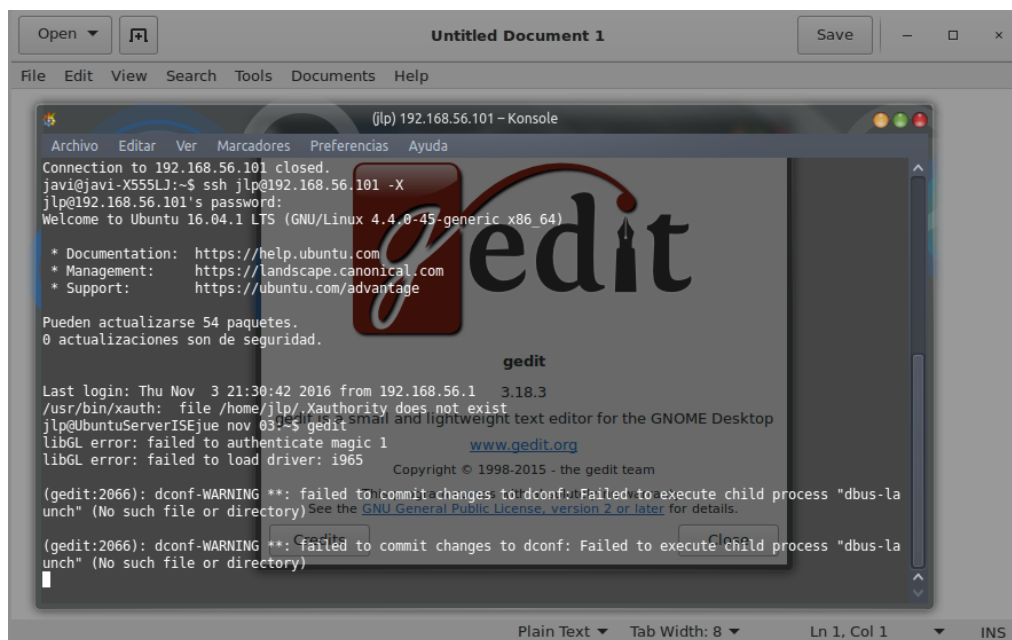 Open
Untitled Document 1
Save
File Edit View Search Tools Documents Help
(jlp) 192.168.56.101 – Konsole
Archivo Editar Ver Marcadores Preferencias Ayuda
Connection to 192.168.56.101 closed.
javi@javi-X555LJ:~$ ssh jlp@192.168.56.101 -X
jlp@192.168.56.101's password:
Welcome to Ubuntu 16.04.1 LTS (GNU/Linux 4.4.0-45-generic x86_64)
* Documentation: https://help.ubuntu.com
* Management: https://landscape.canonical.com
* Support: https://ubuntu.com/advantage
Pueden actualizarse 54 paquetes.
0 actualizaciones son de seguridad.
Last login: Thu Nov 3 21:30:42 2016 from 192.168.56.1
/usr/bin/xauth: file /home/jlp/.Xauthority does not exist
jlp@UbuntuServerISEjue nov 03:~$ gedit
libGL error: failed to authenticate magic 1
libGL error: failed to load driver: i965
(gedit:2066): dconf-WARNING **: failed to commit changes to dconf: Failed to execute child process "dbus-la
unch" (No such file or directory)
(gedit:2066): dconf-WARNING **: failed to commit changes to dconf: Failed to execute child process "dbus-la
unch" (No such file or directory)
gedit
gedit
3.18.3
gedit is a small and lightweight text editor for the GNOME Desktop
www.gedit.org
Copyright © 1998-2015 - the gedit team
See the GNU General Public License, version 2 or later for details.
Credits
Close
Plain Text Tab Width: 8 Ln 1, Col 1 INS